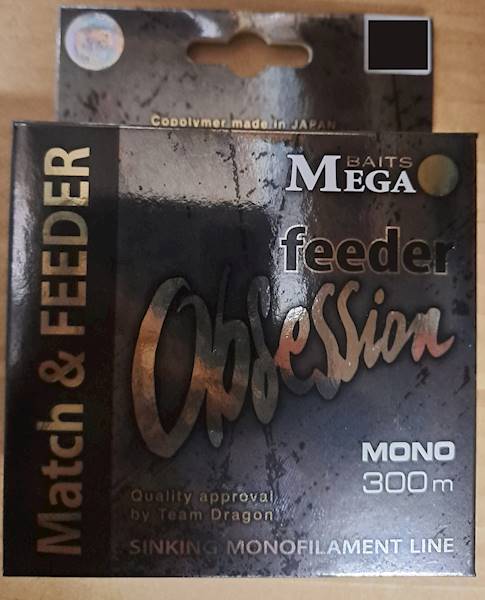 Copolymer made in JAPAN
BAITS
MEGA
feeder
Obsession
MONO
300m
Quality approval
by Team Dragon
SINKING MONOFILAMENT LINE
Match & FEEDER